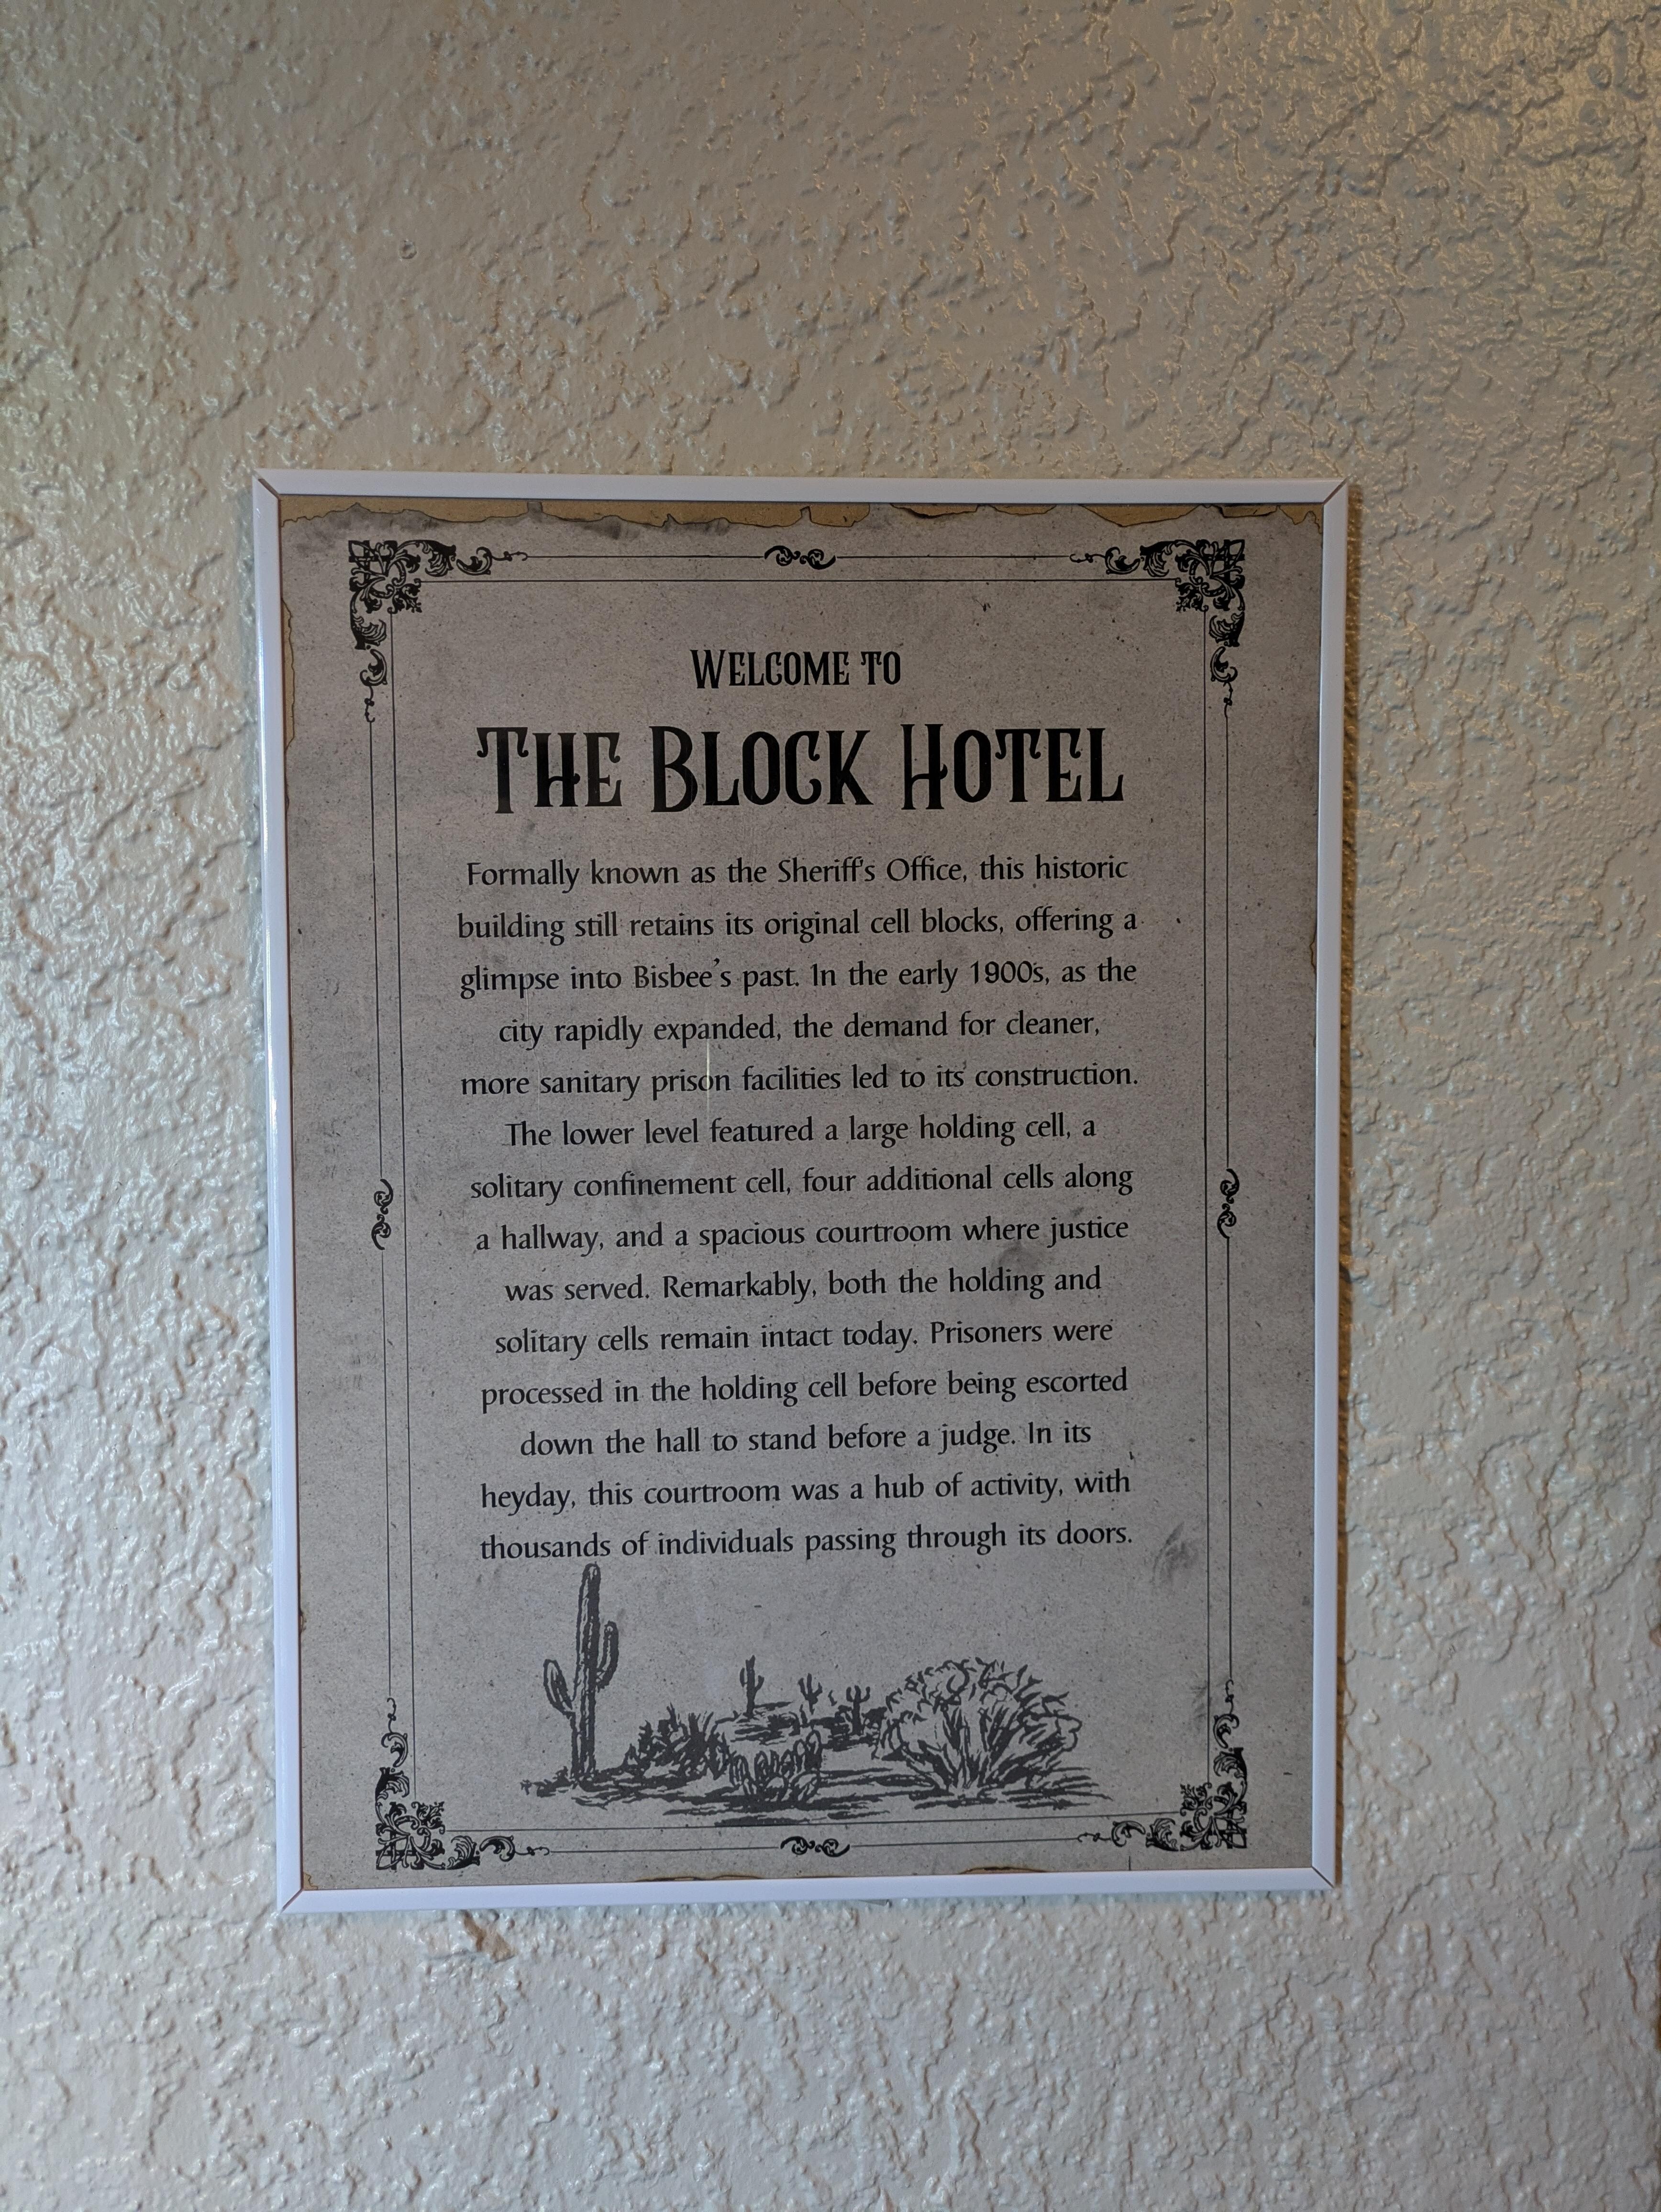 WELCOME TO
THE BLOCK HOTEL
Formally known as the Sheriff's Office, this historic
building still retains its original cell blocks, offering a
glimpse into Bisbee's past. In the early 1900s, as the
city rapidly expanded, the demand for cleaner,
more sanitary prison facilities led to its construction.
The lower level featured a large holding cell, a
solitary confinement cell, four additional cells along
a hallway, and a spacious courtroom where justice
was served. Remarkably, both the holding and
solitary cells remain intact today. Prisoners were
processed in the holding cell before being escorted
down the hall to stand before a judge. In its
heyday, this courtroom was a hub of activity, with
thousands of individuals passing through its doors.